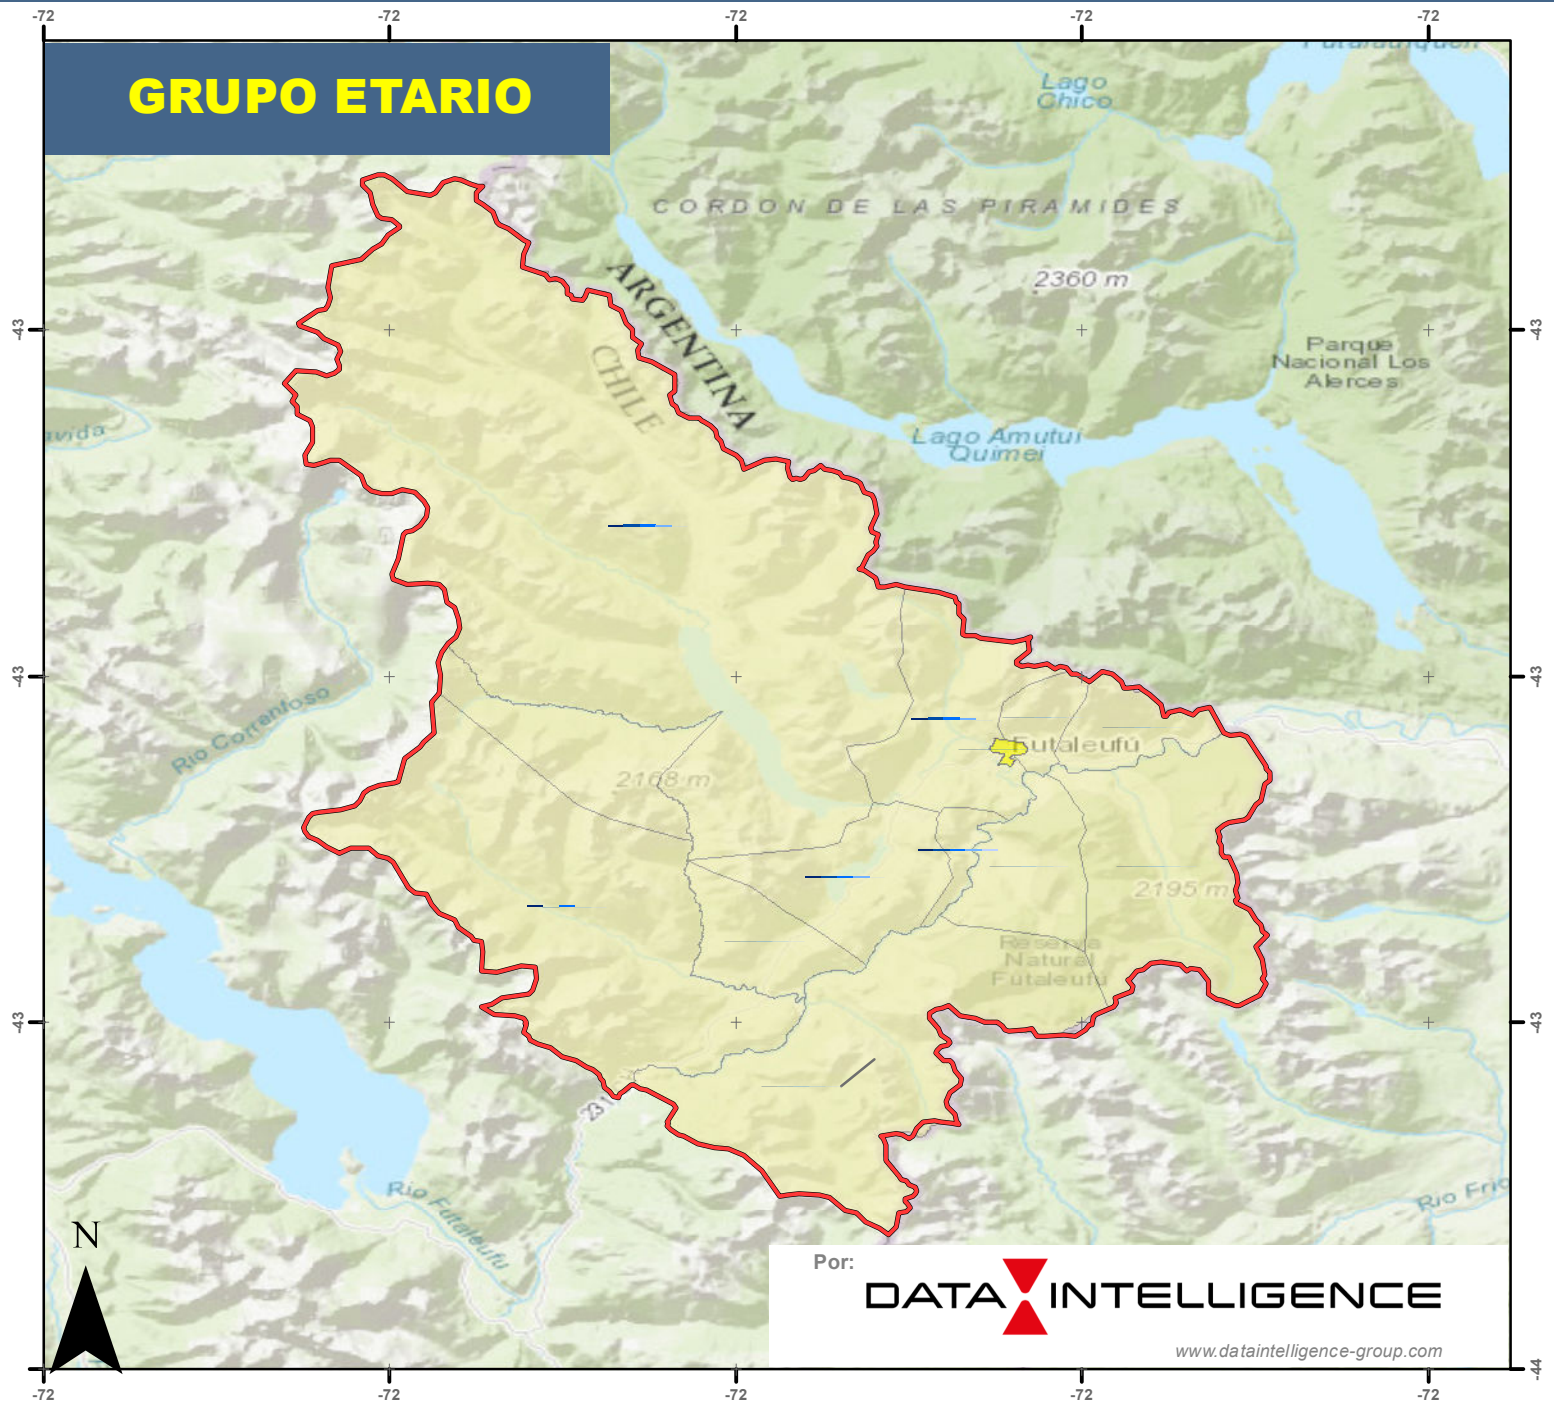 -72 -72 -72 -72 -72
GRUPO ETARIO
Lago
Chico
CORDON DE LAS PIRAMIDES
2360 m
ARGENTINA
CHILE
-43 -43
Parque
Nacional Los
Alerces
Lago Amutui
Quimei
-43 -43
Rio Correntoso
Futaleufú
2168 m
2195 m
Reserva
Natural
Futaleufú
-43 -43
231
Rio Futaleufu
Rio Frio
N
Por:
DATA INTELLIGENCE
www.dataintelligence-group.com
-44
-72 -72 -72 -72 -72